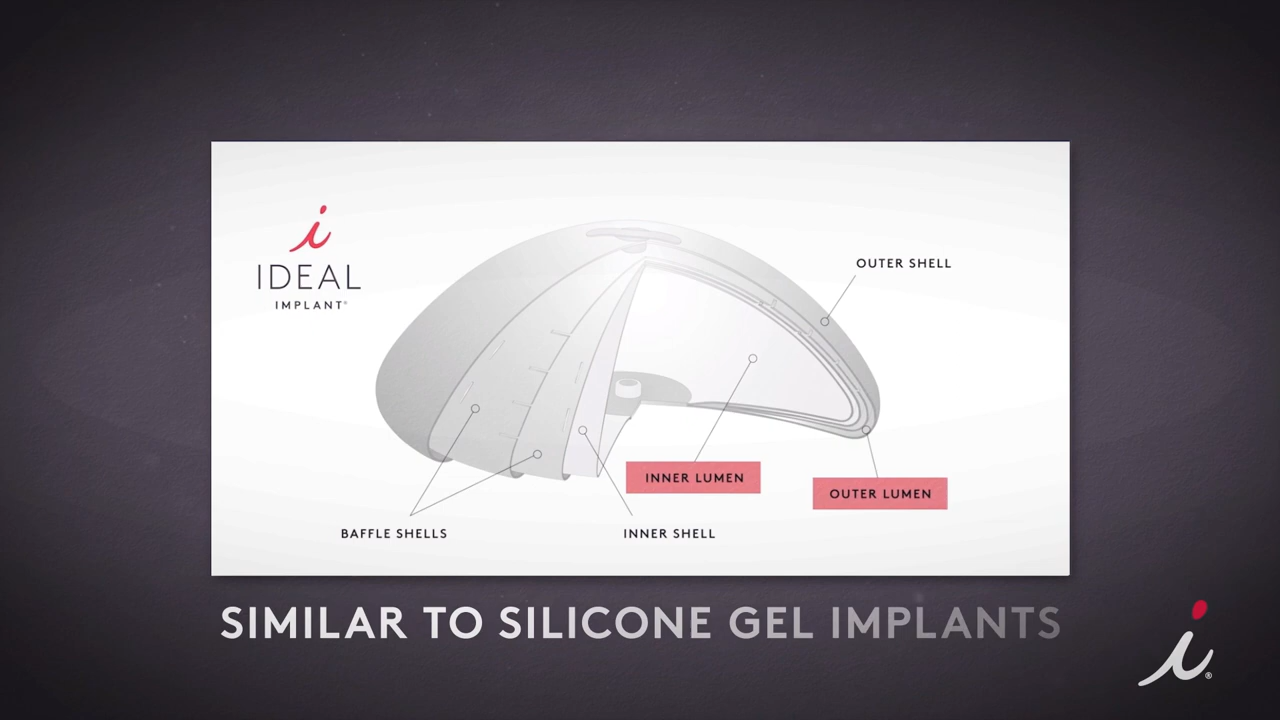 i
IDEAL
IMPLANT®
OUTER SHELL
INNER LUMEN
OUTER LUMEN
BAFFLE SHELLS
INNER SHELL
SIMILAR TO SILICONE GEL IMPLANTS
i®